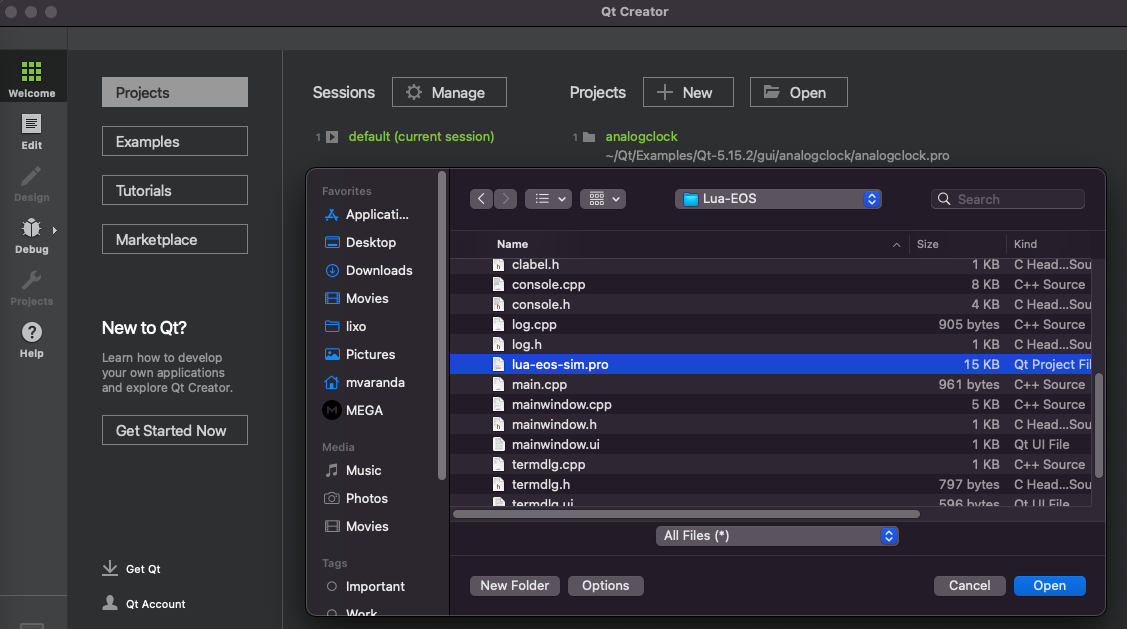 Qt Creator
Welcome
Edit
Design
Debug
Projects
Help
Projects
Examples
Tutorials
Marketplace
New to Qt?
Learn how to develop
your own applications
and explore Qt Creator.
Get Started Now
Get Qt
Qt Account
Sessions
Manage
Projects
New
Open
1 default (current session)
1 analogclock
~/Qt/Examples/Qt-5.15.2/gui/analogclock/analogclock.pro
Favorites
Applicati...
Desktop
Downloads
Movies
lixo
Pictures
mvaranda
MEGA
Media
Music
Photos
Movies
Tags
Important
Work
Lua-EOS
Search
Name Size Kind
clabel.h 1 KB C Head...Sou
console.cpp 8 KB C++ Source
console.h 4 KB C Head...Sou
log.cpp 905 bytes C++ Source
log.h 1 KB C Head...Sou
lua-eos-sim.pro 15 KB Qt Project Fil
main.cpp 961 bytes C++ Source
mainwindow.cpp 5 KB C++ Source
mainwindow.h 1 KB C Head...Sou
mainwindow.ui 1 KB Qt UI File
termdlg.cpp 1 KB C++ Source
termdlg.h 797 bytes C Head...Sou
termdlg.ui 596 bytes Qt UI File
All Files (*)
New Folder
Options
Cancel
Open